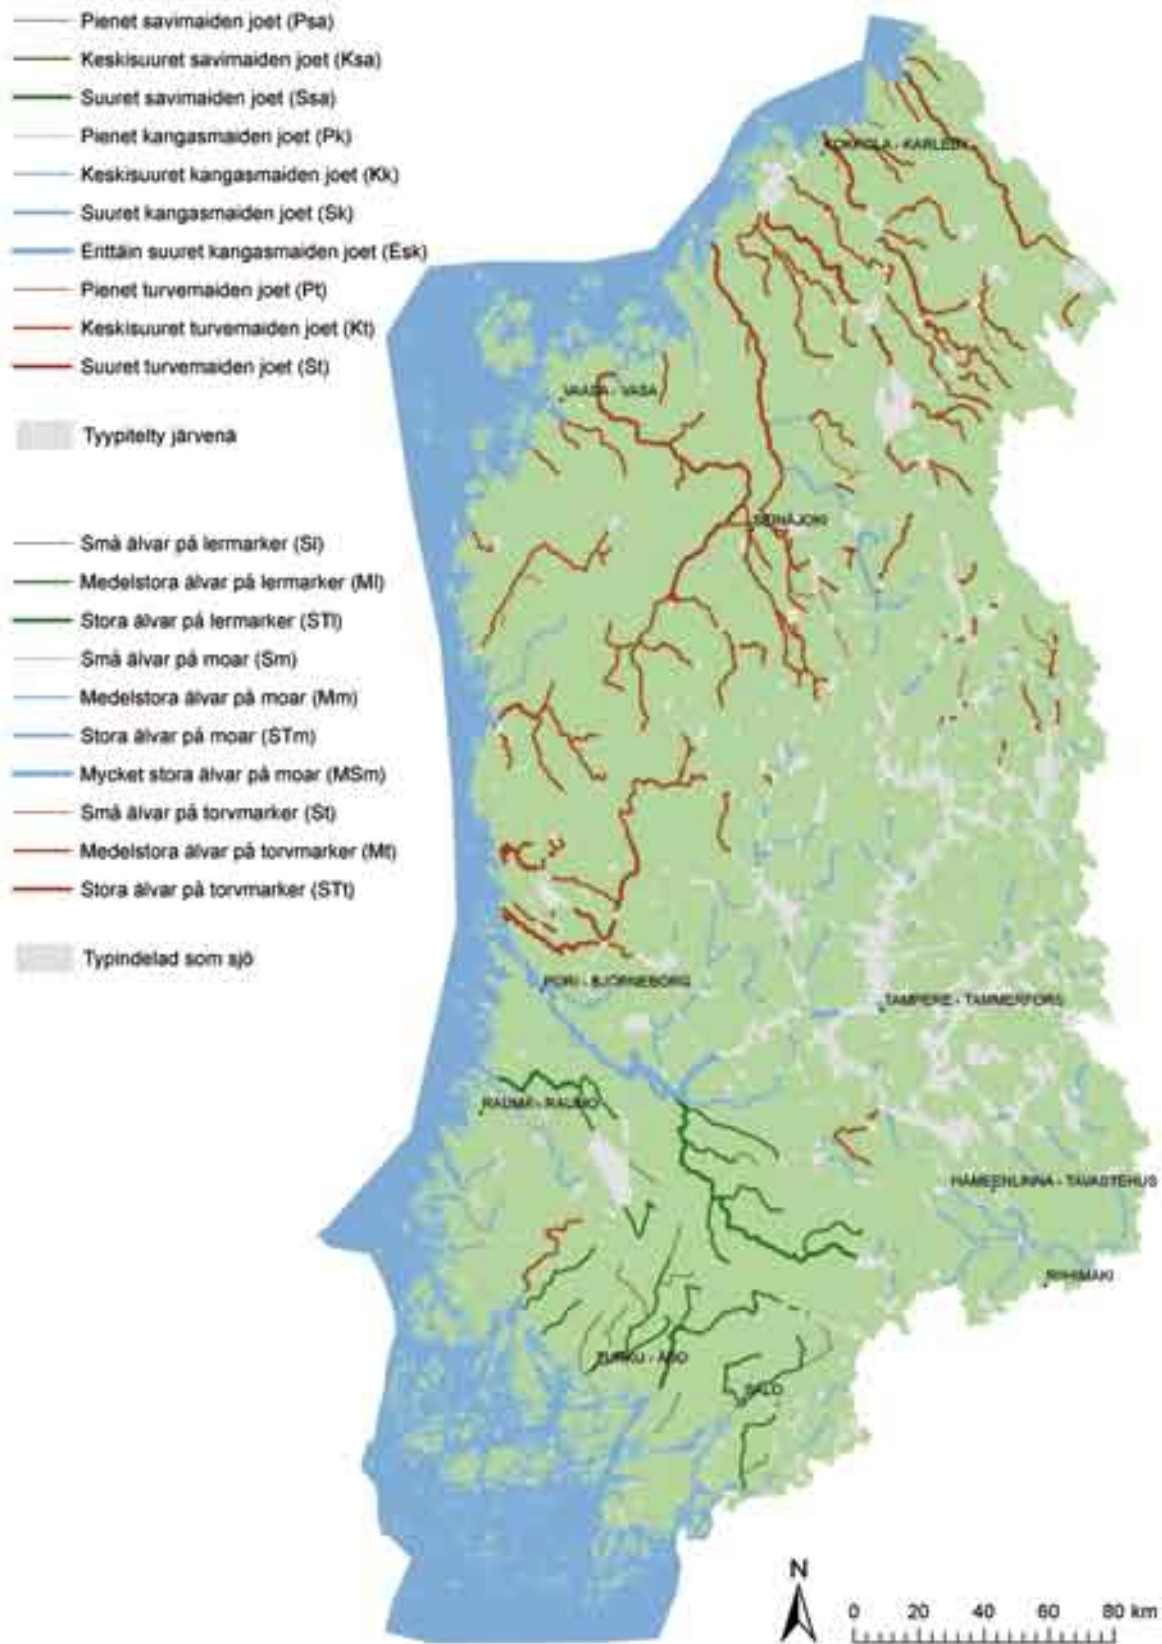 Pienet savimaiden joet (Psa)
Keskisuuret savimaiden joet (Ksa)
Suuret savimaiden joet (Ssa)
Pienet kangasmaiden joet (Pk)
Keskisuuret kangasmaiden joet (Kk)
Suuret kangasmaiden joet (Sk)
Erittäin suuret kangasmaiden joet (Esk)
Pienet turvemaiden joet (Pt)
Keskisuuret turvemaiden joet (Kt)
Suuret turvemaiden joet (St)
Tyypitelty järvenä
Små älvar på lermarker (Sl)
Medelstora älvar på lermarker (Ml)
Stora älvar på lermarker (STl)
Små älvar på moar (Sm)
Medelstora älvar på moar (Mm)
Stora älvar på moar (STm)
Mycket stora älvar på moar (MSm)
Små älvar på torvmarker (St)
Medelstora älvar på torvmarker (Mt)
Stora älvar på torvmarker (STt)
Typindelad som sjö
KOKKOLA - KARLEBY
VAASA - VASA
SEINÄJOKI
PORI - BJÖRNEBORG
TAMPERE - TAMMERFORS
RAUMA - RAUMO
HÄMEENLINNA - TAVASTEHUS
RIIHIMÄKI
TURKU - ÅBO
SALO
N
0 20 40 60 80 km